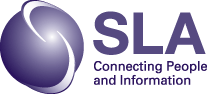 SLA
Connecting People
and Information